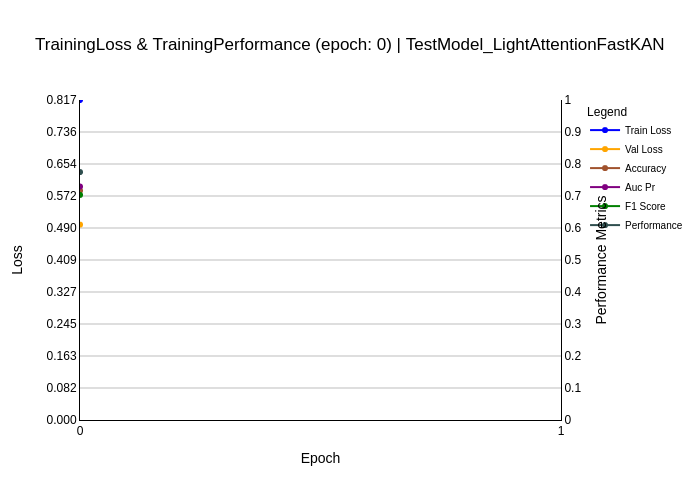 TrainingLoss & TrainingPerformance (epoch: 0) | TestModel_LightAttentionFastKAN
0.817
0.736
0.654
0.572
0.490
0.409
0.327
0.245
0.163
0.082
0.000
Loss
0
1
Epoch
1
0.9
0.8
0.7
0.6
0.5
0.4
0.3
0.2
0.1
0
Performance Metrics
Legend
Train Loss
Val Loss
Accuracy
Auc Pr
F1 Score
Performance